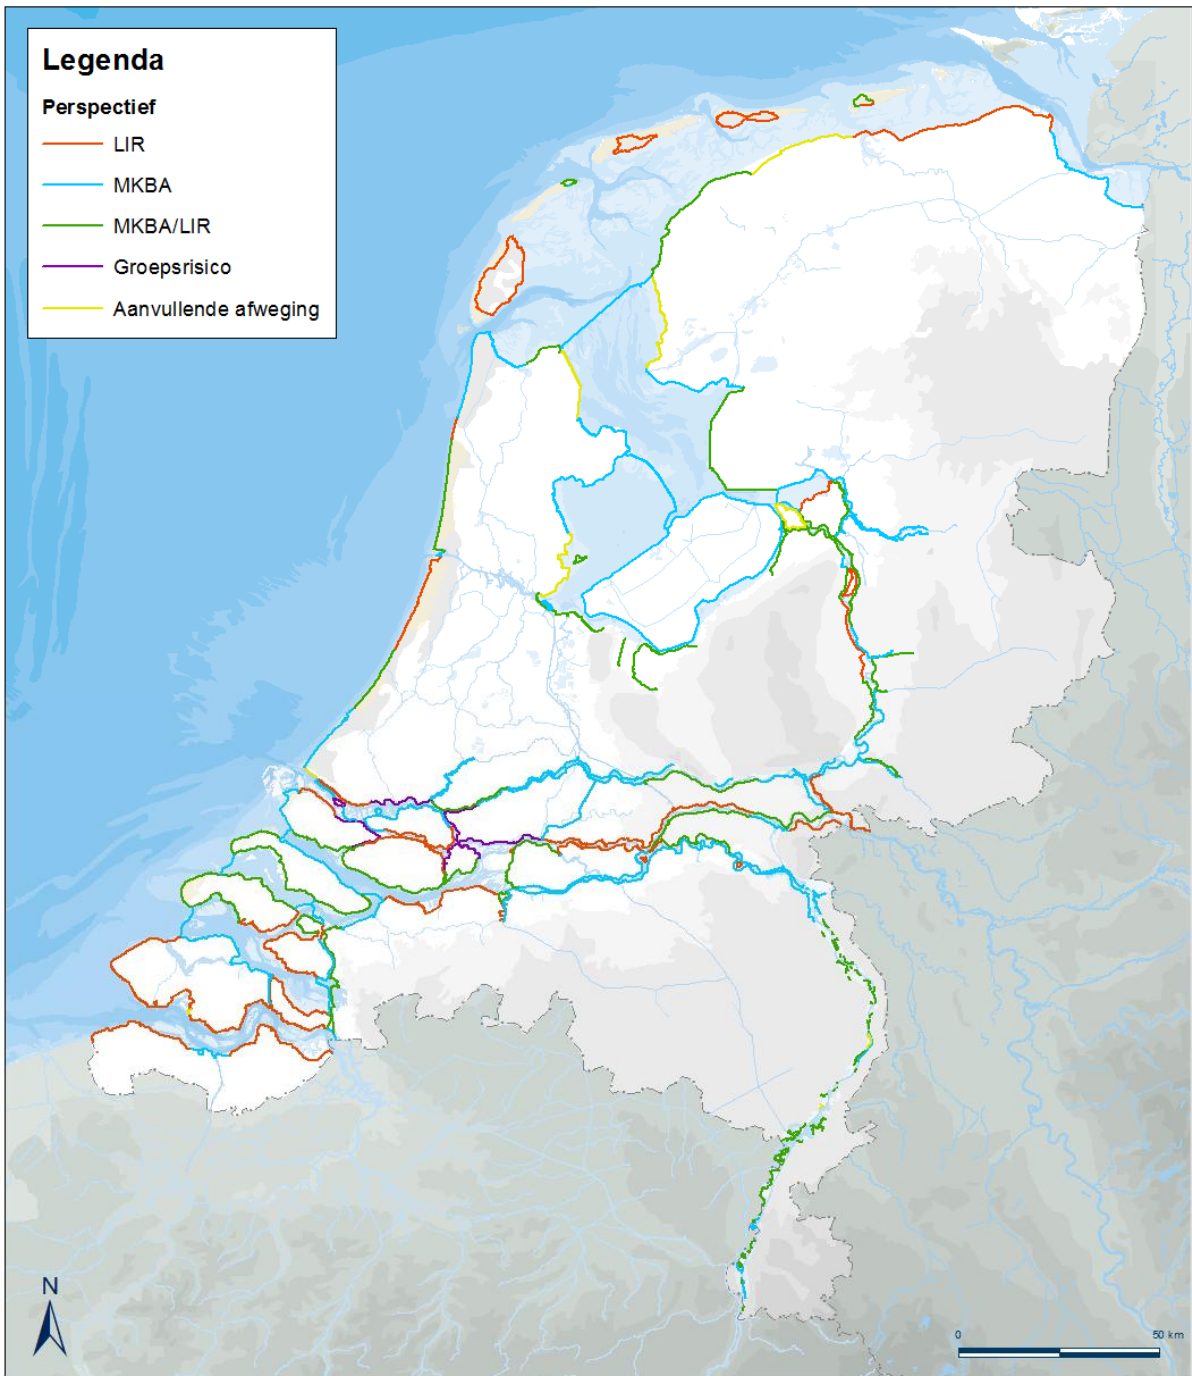 Legenda
Perspectief
LIR
MKBA
MKBA/LIR
Groepsrisico
Aanvullende afweging
N
0 50 km